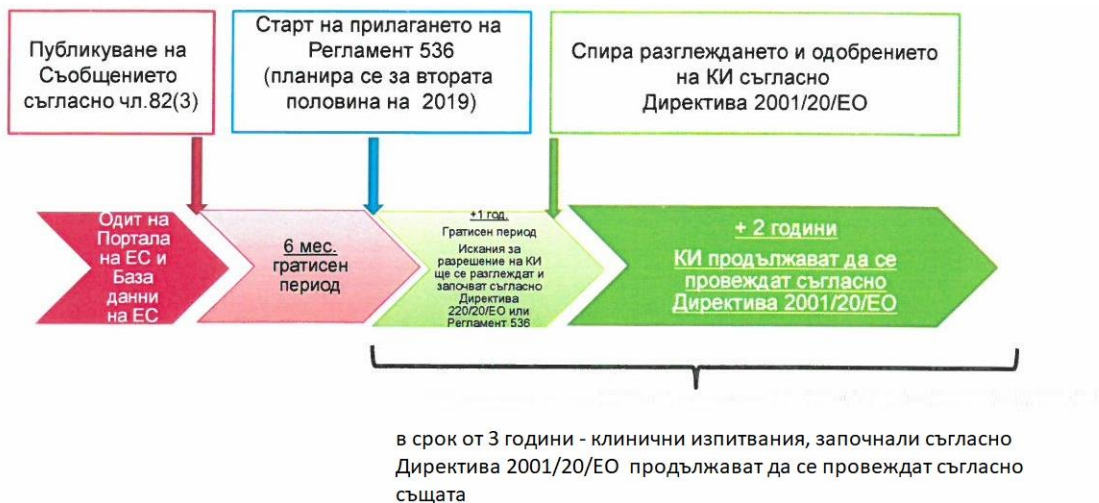 Публикуване на
Съобщението
съгласно чл.82(3)
Старт на прилагането на
Регламент 536
(планира се за втората
половина на 2019)
Спира разглеждането и одобрението
на КИ съгласно
Директива 2001/20/ЕО
Одит на
Портала
на ЕС и
База
данни
на ЕС
6 мес.
гратисен
период
+1 год.
Гратисен период
Искания за
разрешение на КИ
ще се разглеждат и
започват съгласно
Директива
220/20/ЕО или
Регламент 536
+ 2 години
КИ продължават да се
провеждат съгласно
Директива 2001/20/ЕО
в срок от 3 години - клинични изпитвания, започнали съгласно
Директива 2001/20/ЕО продължават да се провеждат съгласно
същата